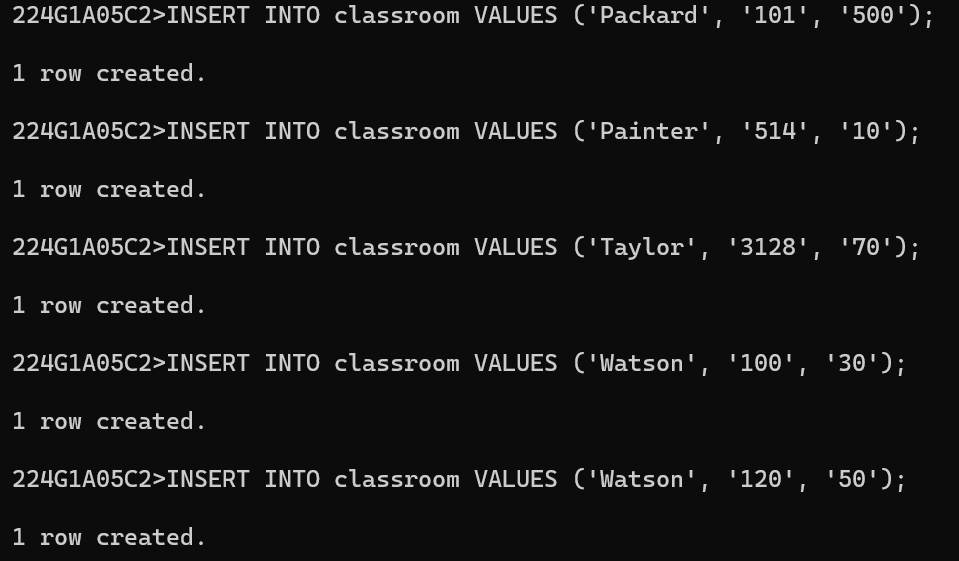 224G1A05C2>INSERT INTO classroom VALUES ('Packard', '101', '500');
1 row created.
224G1A05C2>INSERT INTO classroom VALUES ('Painter', '514', '10');
1 row created.
224G1A05C2>INSERT INTO classroom VALUES ('Taylor', '3128', '70');
1 row created.
224G1A05C2>INSERT INTO classroom VALUES ('Watson', '100', '30');
1 row created.
224G1A05C2>INSERT INTO classroom VALUES ('Watson', '120', '50');
1 row created.